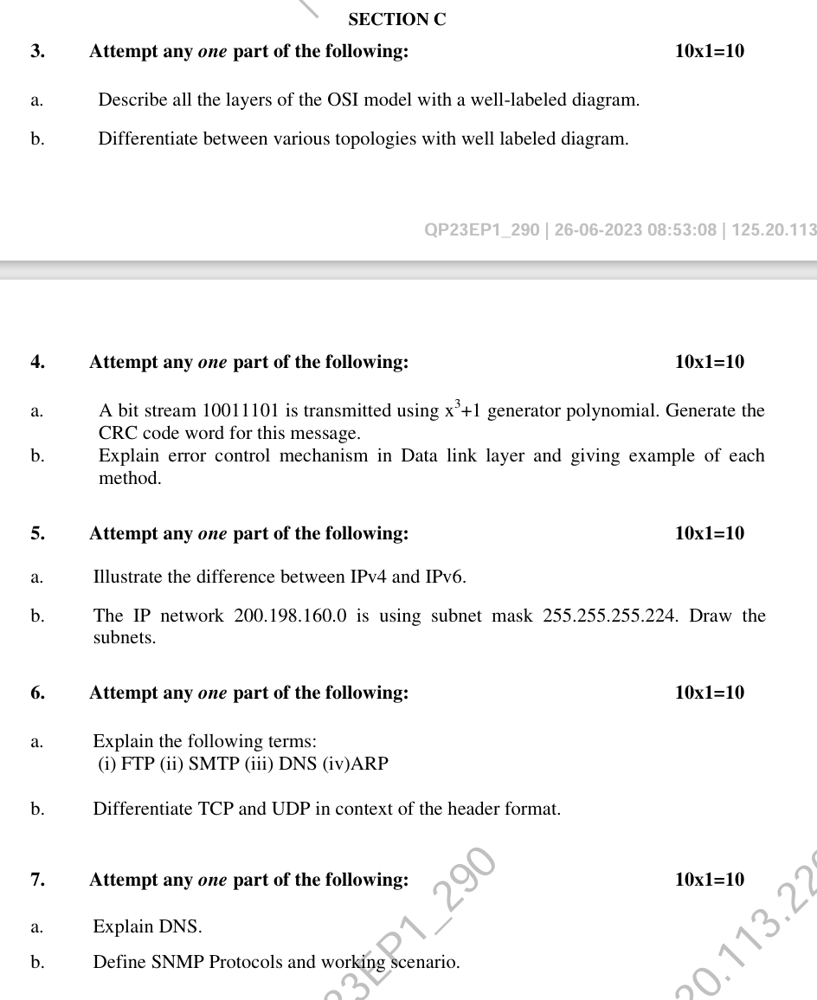 SECTION C
3. Attempt any one part of the following: 10x1=10
a. Describe all the layers of the OSI model with a well-labeled diagram.
b. Differentiate between various topologies with well labeled diagram.
QP23EP1_290 | 26-06-2023 08:53:08 | 125.20.113
4. Attempt any one part of the following: 10x1=10
a. A bit stream 10011101 is transmitted using x³+1 generator polynomial. Generate the
CRC code word for this message.
b. Explain error control mechanism in Data link layer and giving example of each
method.
5. Attempt any one part of the following: 10x1=10
a. Illustrate the difference between IPv4 and IPv6.
b. The IP network 200.198.160.0 is using subnet mask 255.255.255.224. Draw the
subnets.
6. Attempt any one part of the following: 10x1=10
a. Explain the following terms:
(i) FTP (ii) SMTP (iii) DNS (iv)ARP
b. Differentiate TCP and UDP in context of the header format.
7. Attempt any one part of the following: 10x1=10
a. Explain DNS.
b. Define SNMP Protocols and working scenario.
23EP1_290
20.113.22